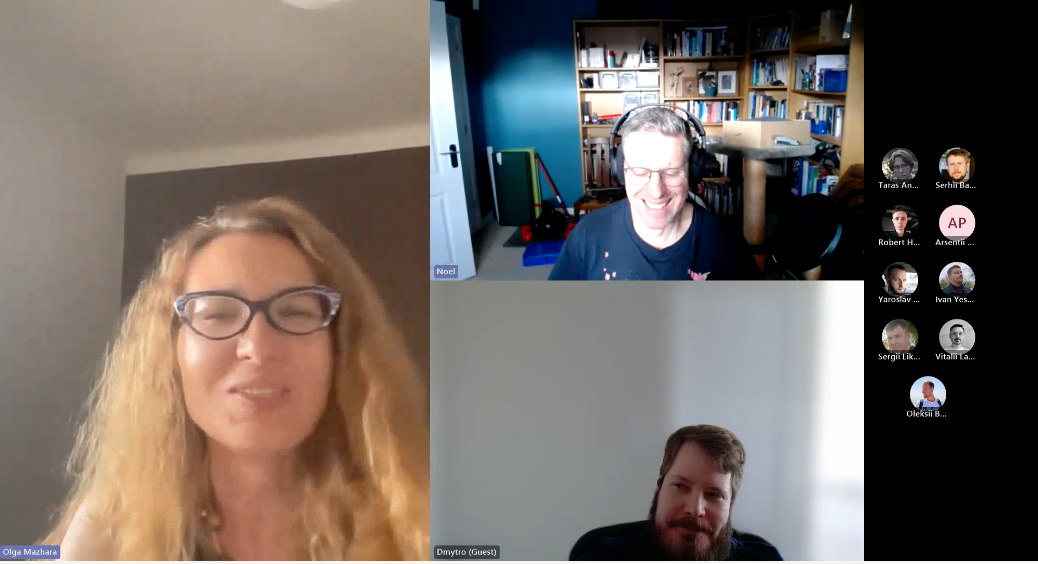 Noel
Olga Mazhara
Dmytro (Guest)
Taras An...
Serhii Ba...
Robert H...
AP
Arsentii ...
Yaroslav ...
Ivan Yes...
Sergii Lik...
Vitalii La...
Oleksii B...